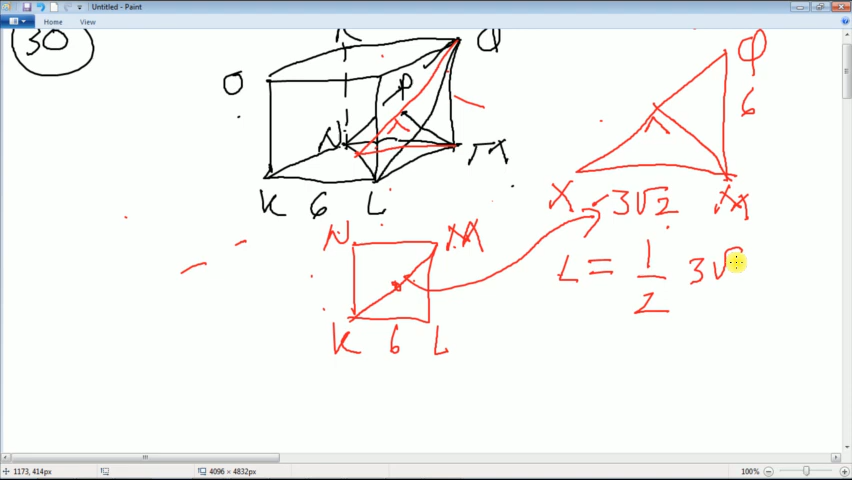 Untitled - Paint
Home View
30
O
P
N
K 6 L M
Q
6
X 3√2 M
N M
K 6 L
L = 1/2 3√
1173, 414px
4096 × 4832px
100%